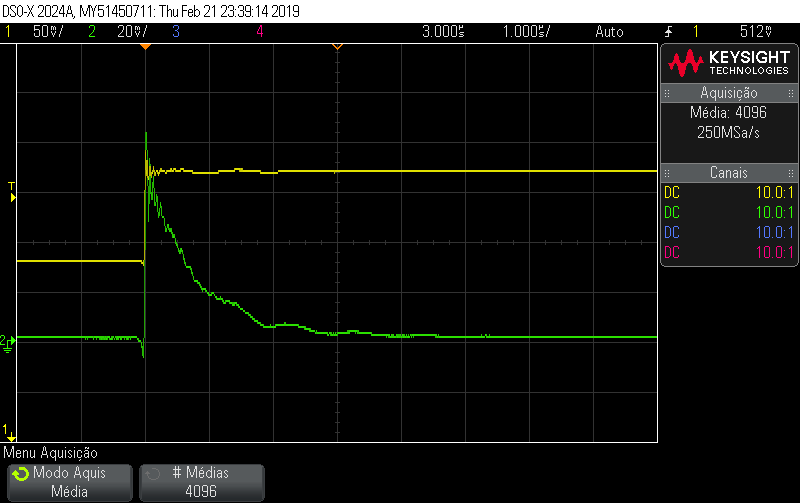 DSO-X 2024A, MY51450711: Thu Feb 21 23:39:14 2019
1 50V/ 2 20V/ 3 4 3.000s 1.000s/ Auto 1 512V
KEYSIGHT
TECHNOLOGIES
Aquisição
Média: 4096
250MSa/s
Canais
DC 10.0:1
DC 10.0:1
DC 10.0:1
DC 10.0:1
T
2
1
Menu Aquisição
Modo Aquis
Média
# Médias
4096